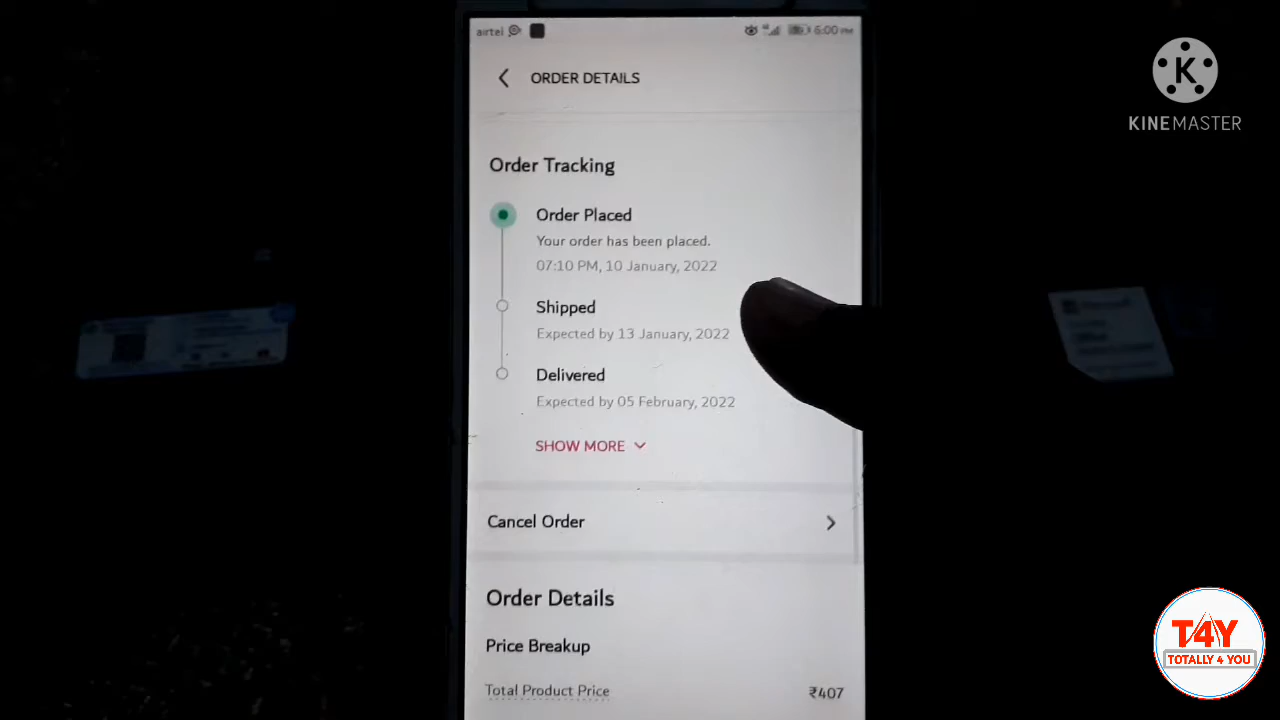 airtel
6:00 PM
ORDER DETAILS
K
KINEMASTER
Order Tracking
Order Placed
Your order has been placed.
07:10 PM, 10 January, 2022
Shipped
Expected by 13 January, 2022
Delivered
Expected by 05 February, 2022
SHOW MORE
Cancel Order
Order Details
Price Breakup
Total Product Price ₹407
T4Y
TOTALLY 4 YOU